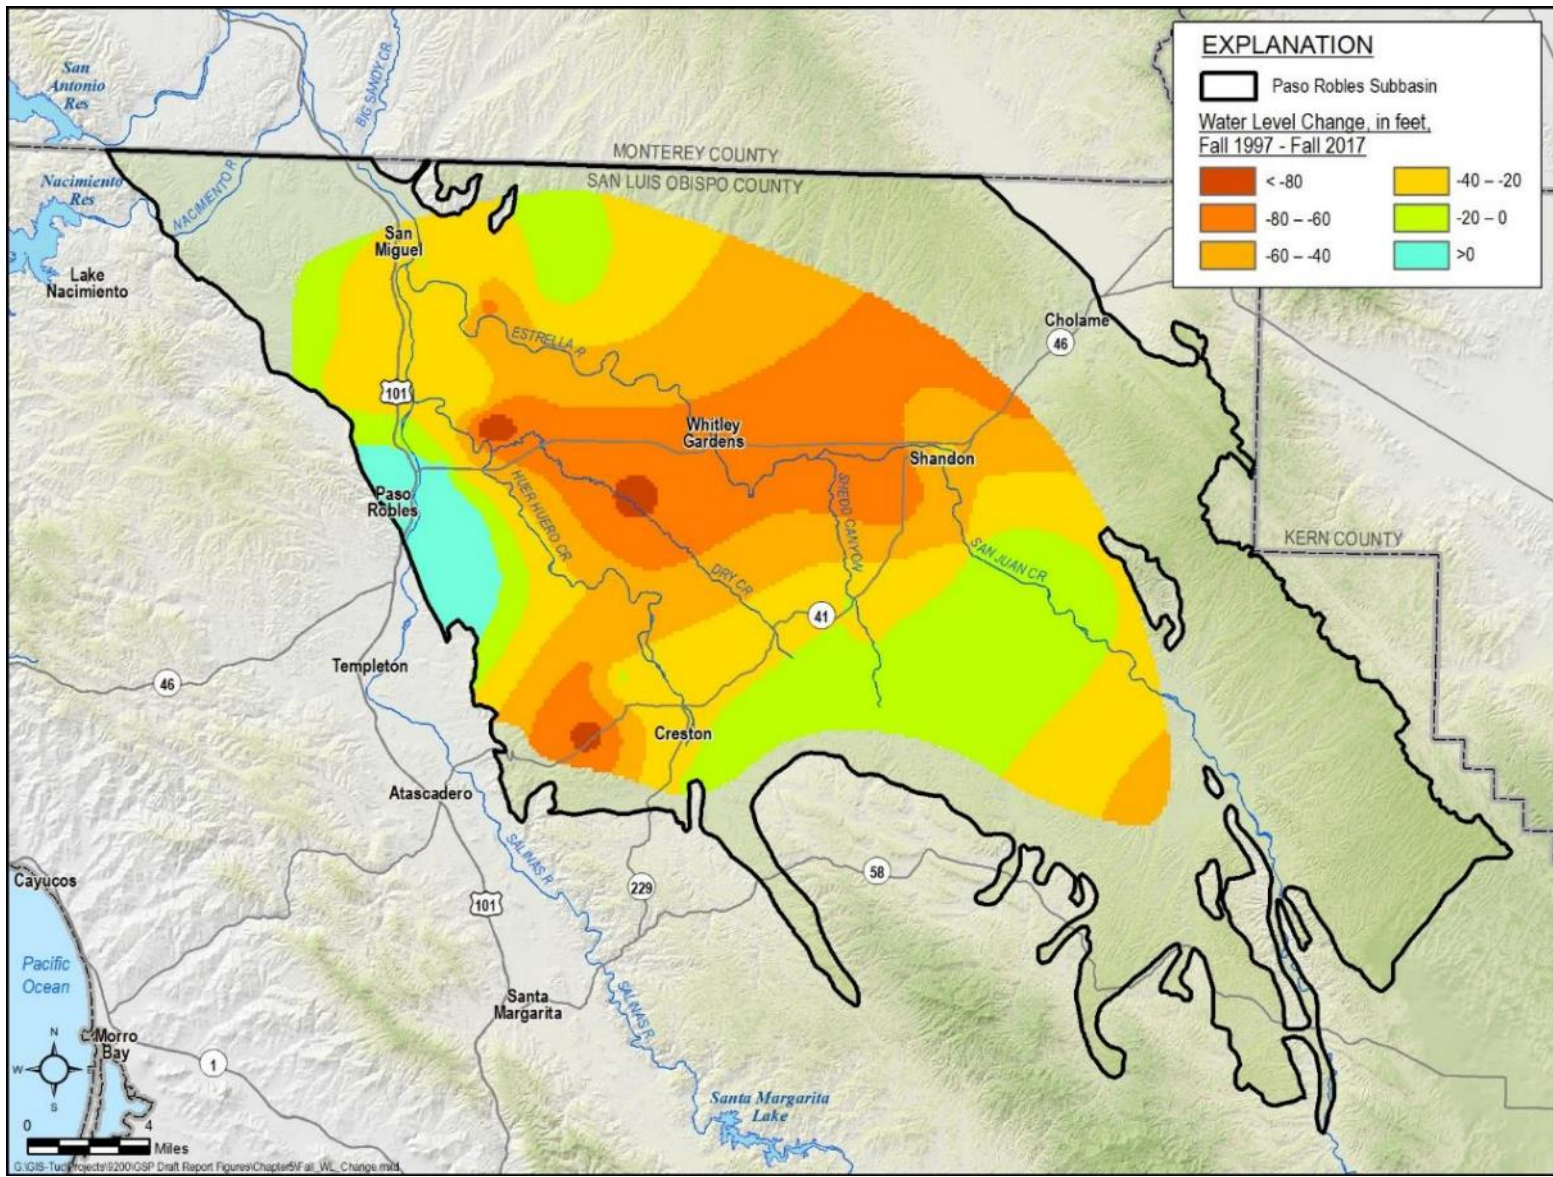 EXPLANATION
Paso Robles Subbasin
Water Level Change, in feet,
Fall 1997 - Fall 2017
< -80
-80 – -60
-60 – -40
-40 – -20
-20 – 0
>0
San
Antonio
Res
BIG SANDY CR.
MONTEREY COUNTY
SAN LUIS OBISPO COUNTY
Nacimiento
Res
NACIMIENTO R
San
Miguel
Lake
Nacimiento
ESTRELLA R
Cholame
46
101
Whitley
Gardens
Shandon
Paso
Robles
HUER HUERO CR
SHEDD CANYON
KERN COUNTY
SAN JUAN CR
DRY CR
41
Templeton
46
Creston
Atascadero
SALINAS R
58
229
101
Cayucos
Pacific
Ocean
Santa
Margarita
SALINAS R
N
W
E
S
Morro
Bay
1
Santa Margarita
Lake
0
4
Miles